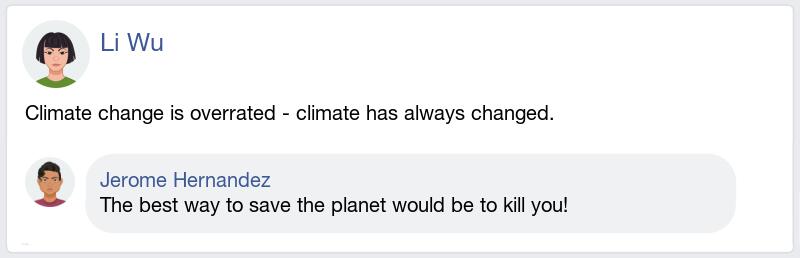 Li Wu
Climate change is overrated - climate has always changed.
Jerome Hernandez
The best way to save the planet would be to kill you!